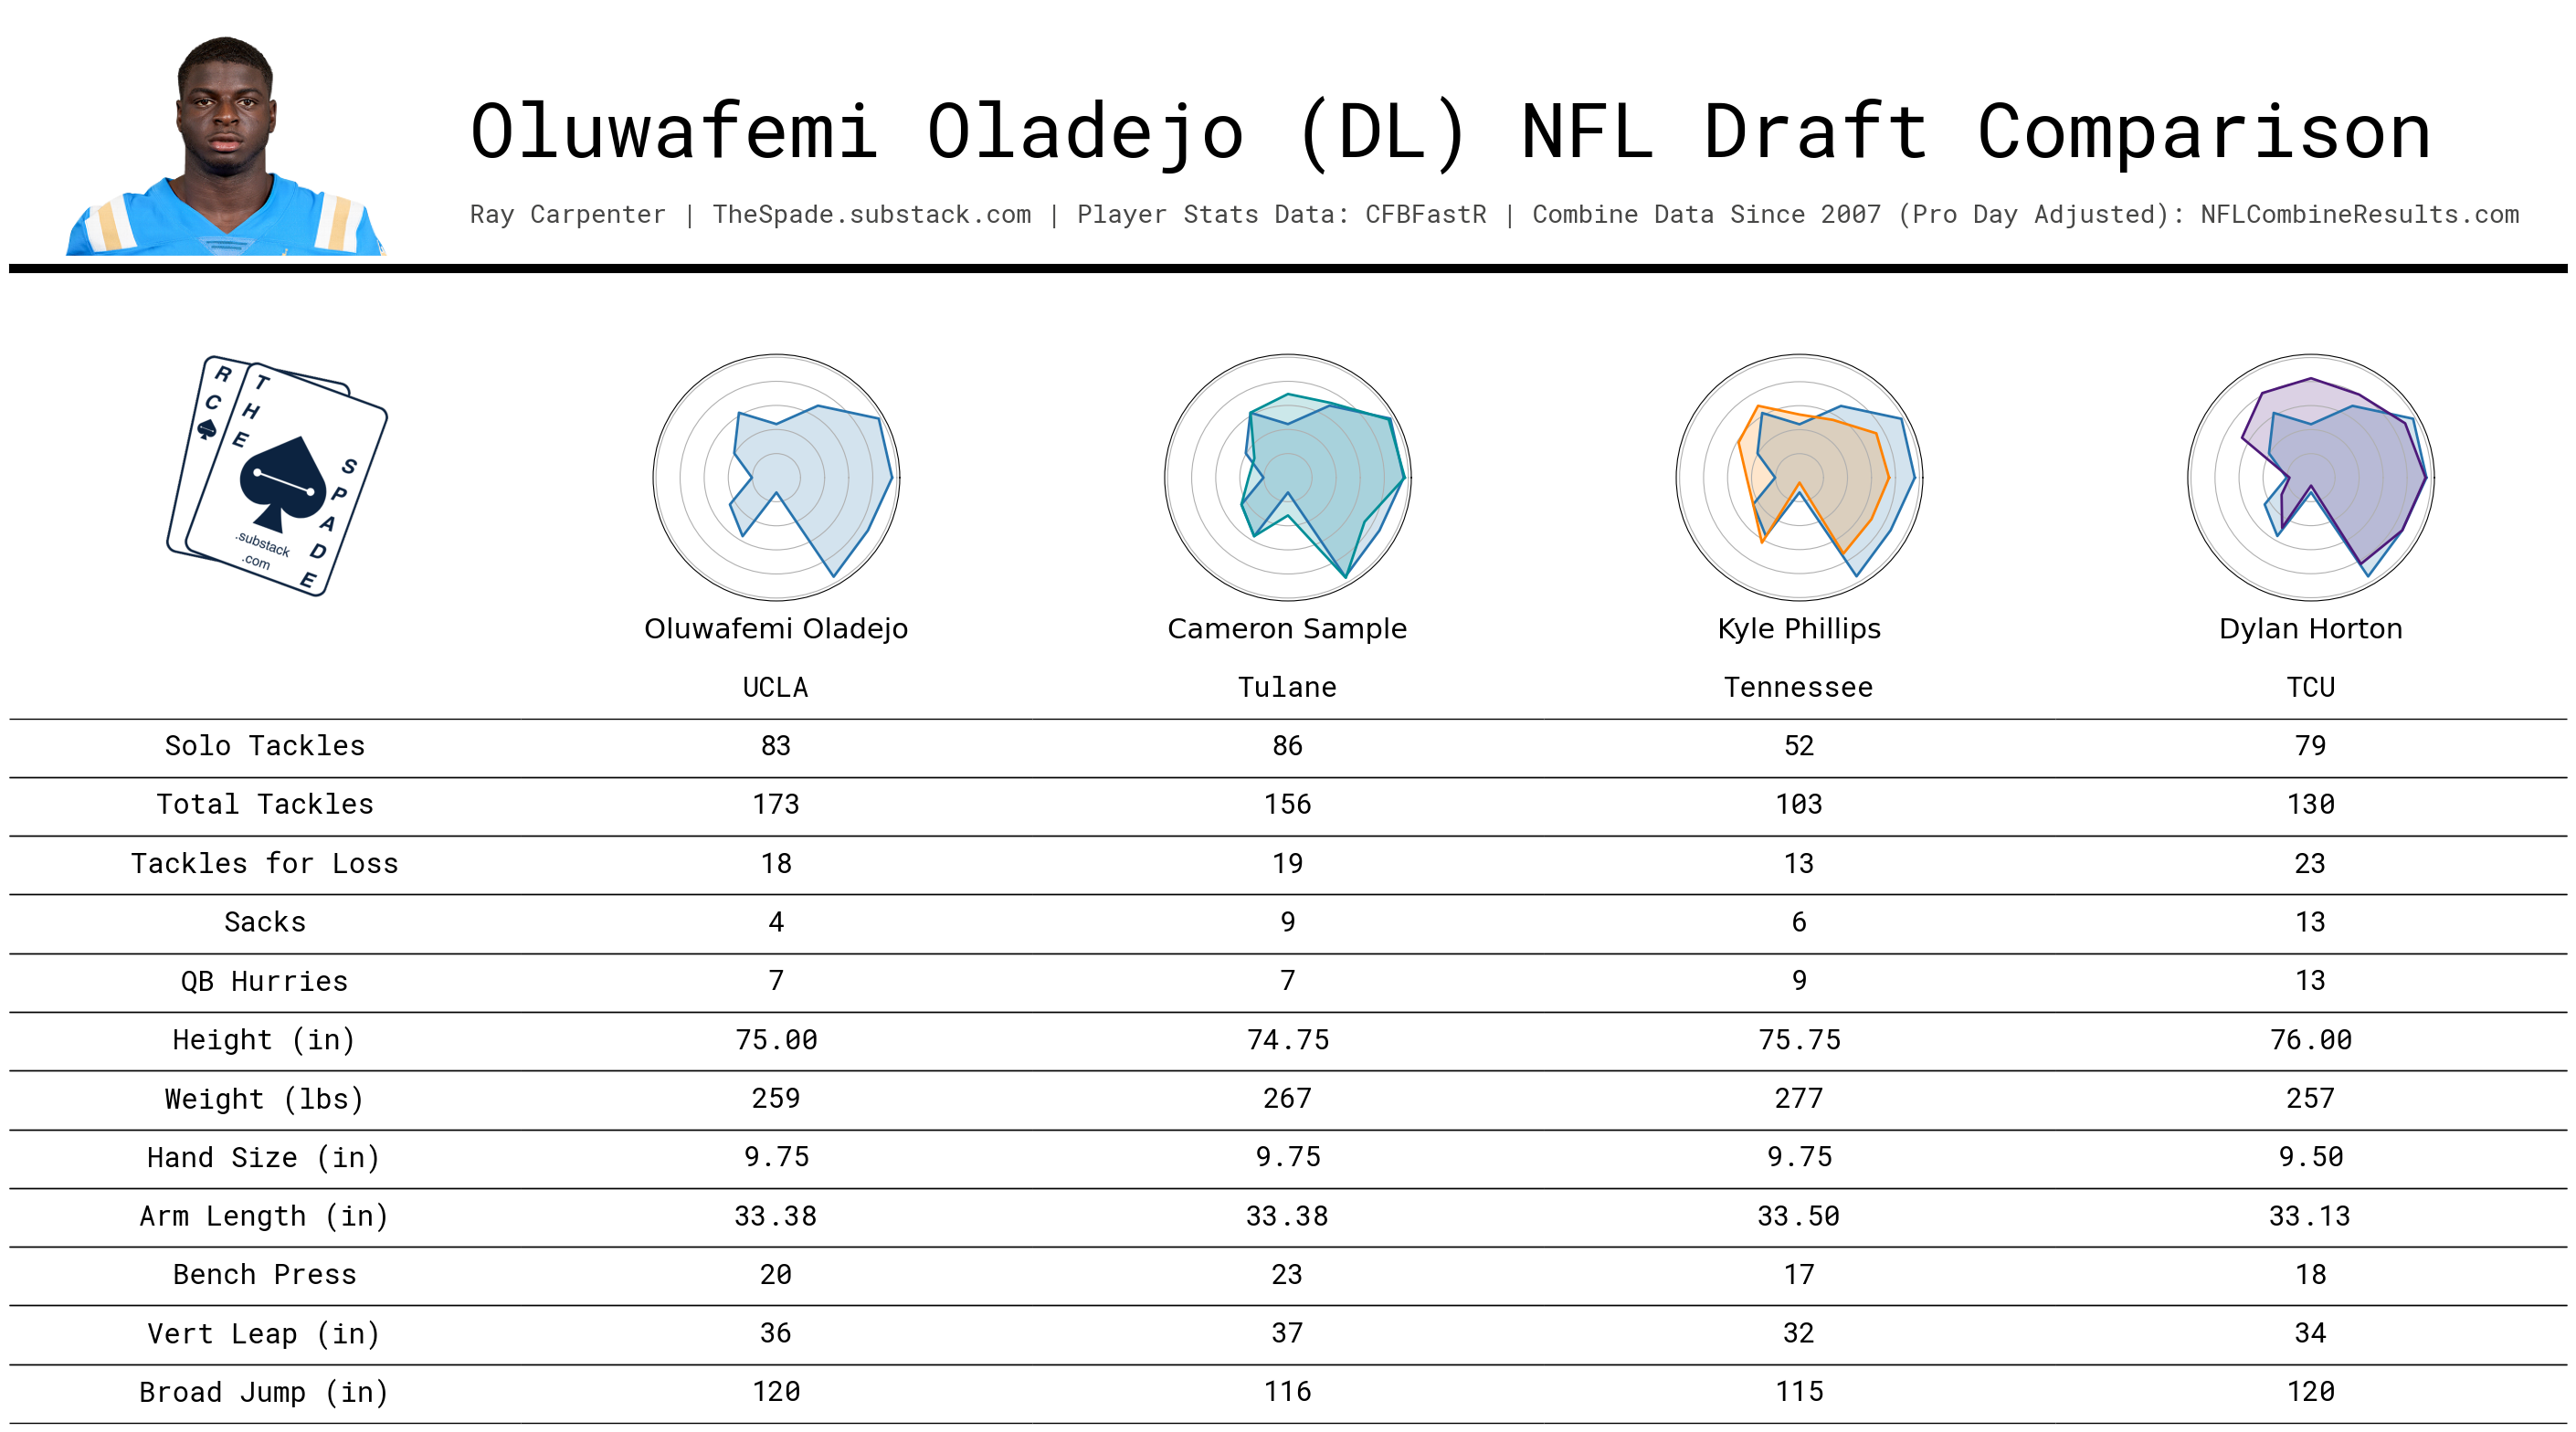 Oluwafemi Oladejo (DL) NFL Draft Comparison
Ray Carpenter | TheSpade.substack.com | Player Stats Data: CFBFastR | Combine Data Since 2007 (Pro Day Adjusted): NFLCombineResults.com
RC
THE
SPADE
.substack
.com
Oluwafemi Oladejo Cameron Sample Kyle Phillips Dylan Horton
UCLA Tulane Tennessee TCU
Solo Tackles 83 86 52 79
Total Tackles 173 156 103 130
Tackles for Loss 18 19 13 23
Sacks 4 9 6 13
QB Hurries 7 7 9 13
Height (in) 75.00 74.75 75.75 76.00
Weight (lbs) 259 267 277 257
Hand Size (in) 9.75 9.75 9.75 9.50
Arm Length (in) 33.38 33.38 33.50 33.13
Bench Press 20 23 17 18
Vert Leap (in) 36 37 32 34
Broad Jump (in) 120 116 115 120